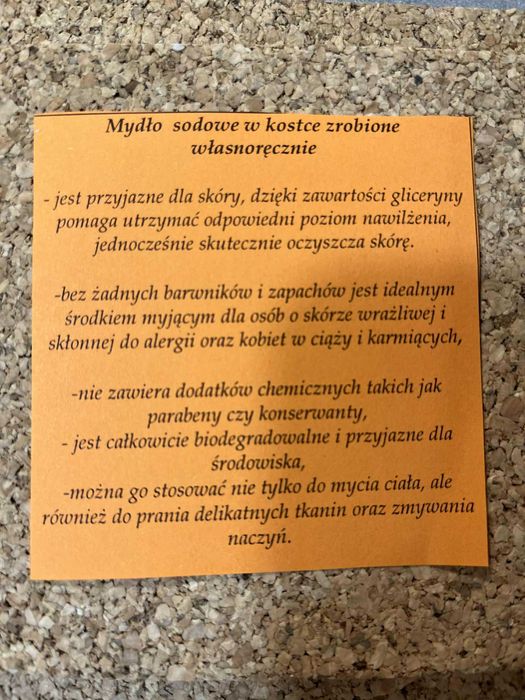 Mydło sodowe w kostce zrobione
własnoręcznie
- jest przyjazne dla skóry, dzięki zawartości gliceryny
pomaga utrzymać odpowiedni poziom nawilżenia,
jednocześnie skutecznie oczyszcza skórę.
-bez żadnych barwników i zapachów jest idealnym
środkiem myjącym dla osób o skórze wrażliwej i
skłonnej do alergii oraz kobiet w ciąży i karmiących,
-nie zawiera dodatków chemicznych takich jak
parabeny czy konserwanty,
- jest całkowicie biodegradowalne i przyjazne dla
środowiska,
-można go stosować nie tylko do mycia ciała, ale
również do prania delikatnych tkanin oraz zmywania
naczyń.